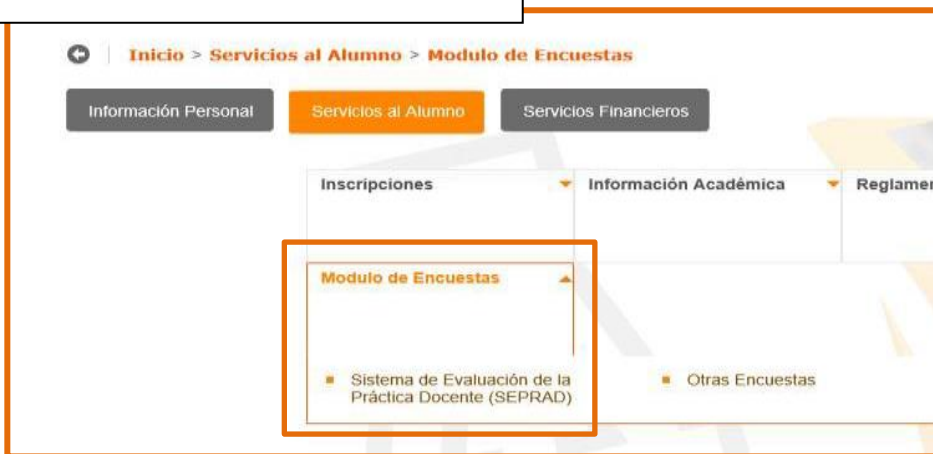 Inicio > Servicios al Alumno > Modulo de Encuestas
Información Personal
Servicios al Alumno
Servicios Financieros
Inscripciones
Información Académica
Reglamen
Modulo de Encuestas
Sistema de Evaluación de la
Práctica Docente (SEPRAD)
Otras Encuestas